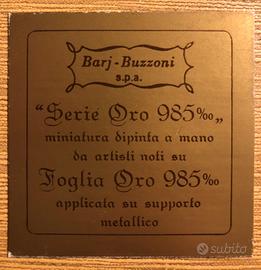 Barj-Buzzoni
s.p.a.
“Serie Oro 985‰„
miniatura dipinta a mano
da artisti noti su
Foglia Oro 985‰
applicata su supporto
metallico
subito